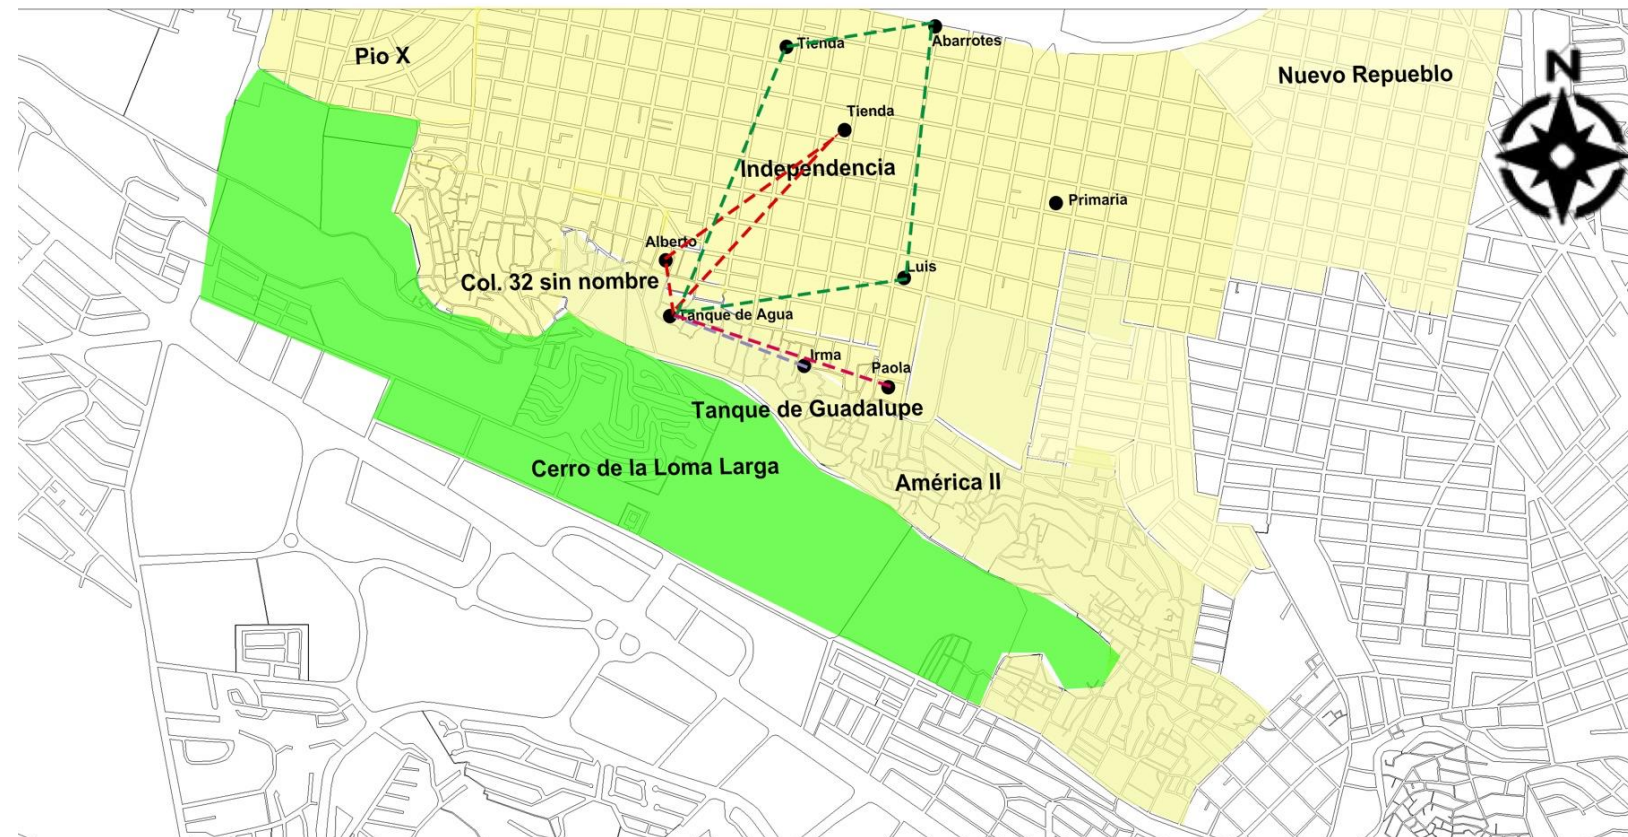 Tienda
Abarrotes
Pio X
Nuevo Repueblo
N
Tienda
Independencia
Primaria
Alberto
Luis
Col. 32 sin nombre
Tanque de Agua
Irma
Paola
Tanque de Guadalupe
Cerro de la Loma Larga
América II